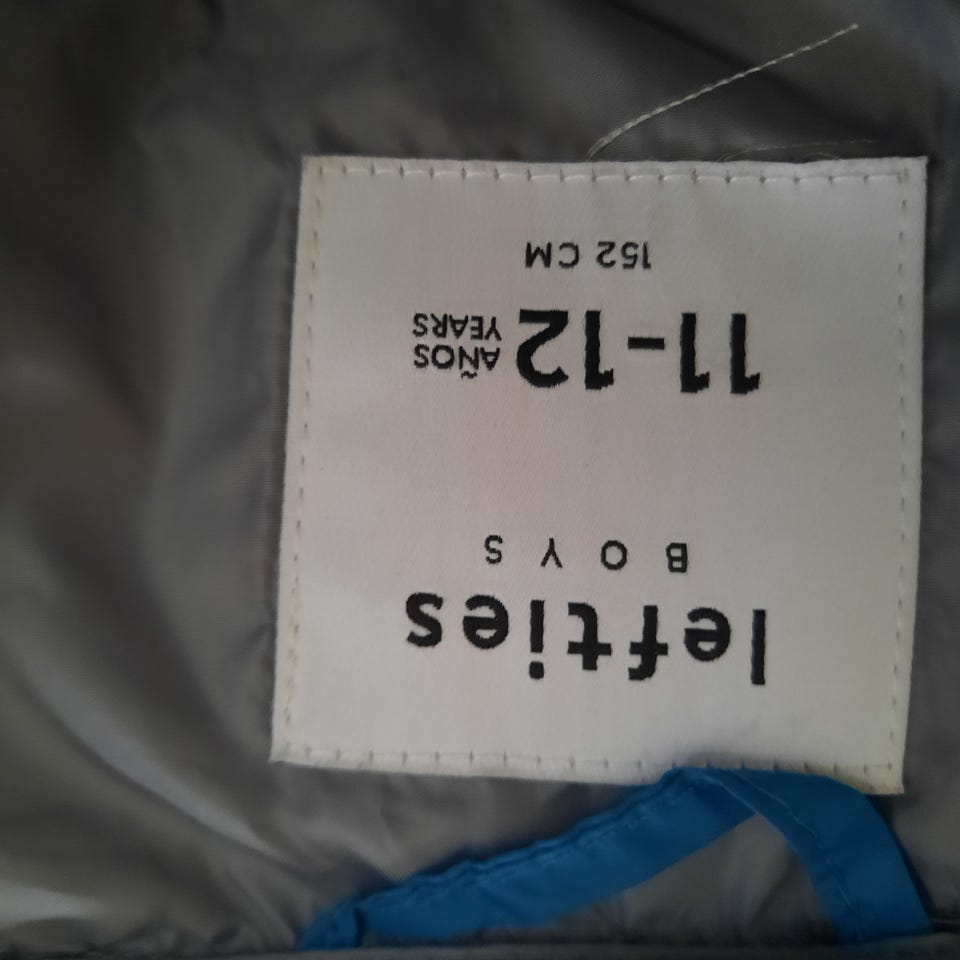 lefties
BOYS
11-12 AÑOS
YEARS
152 CM